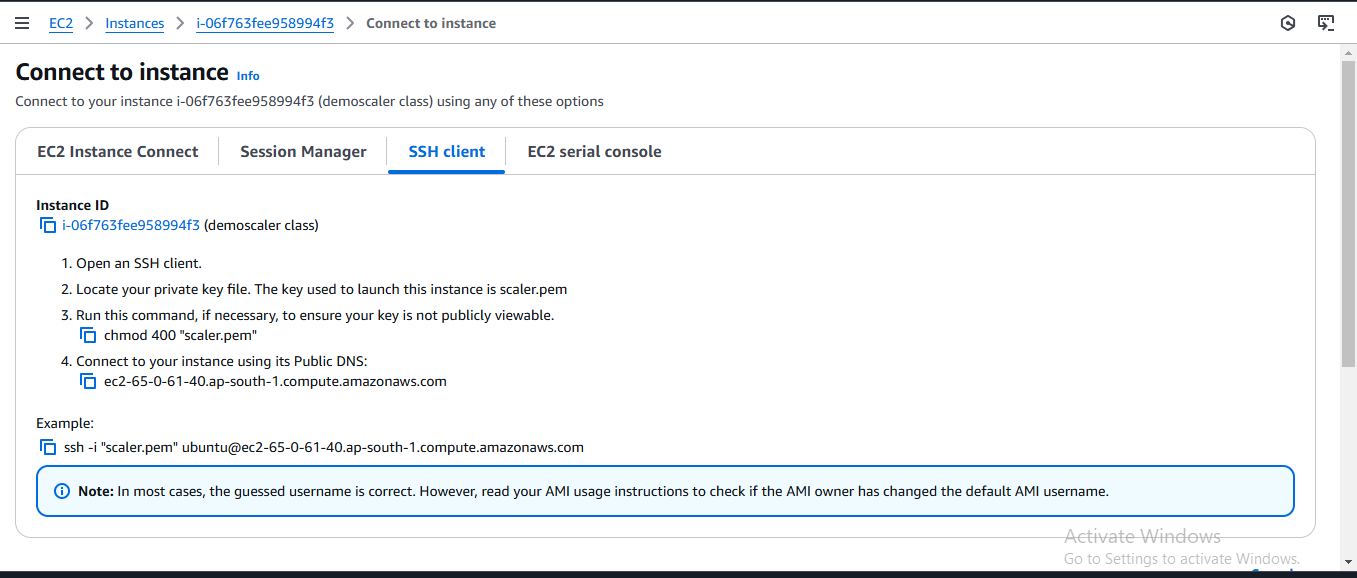 EC2 > Instances > i-06f763fee958994f3 > Connect to instance
Connect to instance Info
Connect to your instance i-06f763fee958994f3 (demoscaler class) using any of these options
EC2 Instance Connect Session Manager SSH client EC2 serial console
Instance ID
i-06f763fee958994f3 (demoscaler class)
1. Open an SSH client.
2. Locate your private key file. The key used to launch this instance is scaler.pem
3. Run this command, if necessary, to ensure your key is not publicly viewable.
chmod 400 "scaler.pem"
4. Connect to your instance using its Public DNS:
ec2-65-0-61-40.ap-south-1.compute.amazonaws.com
Example:
ssh -i "scaler.pem" ubuntu@ec2-65-0-61-40.ap-south-1.compute.amazonaws.com
Note: In most cases, the guessed username is correct. However, read your AMI usage instructions to check if the AMI owner has changed the default AMI username.
Activate Windows
Go to Settings to activate Windows.